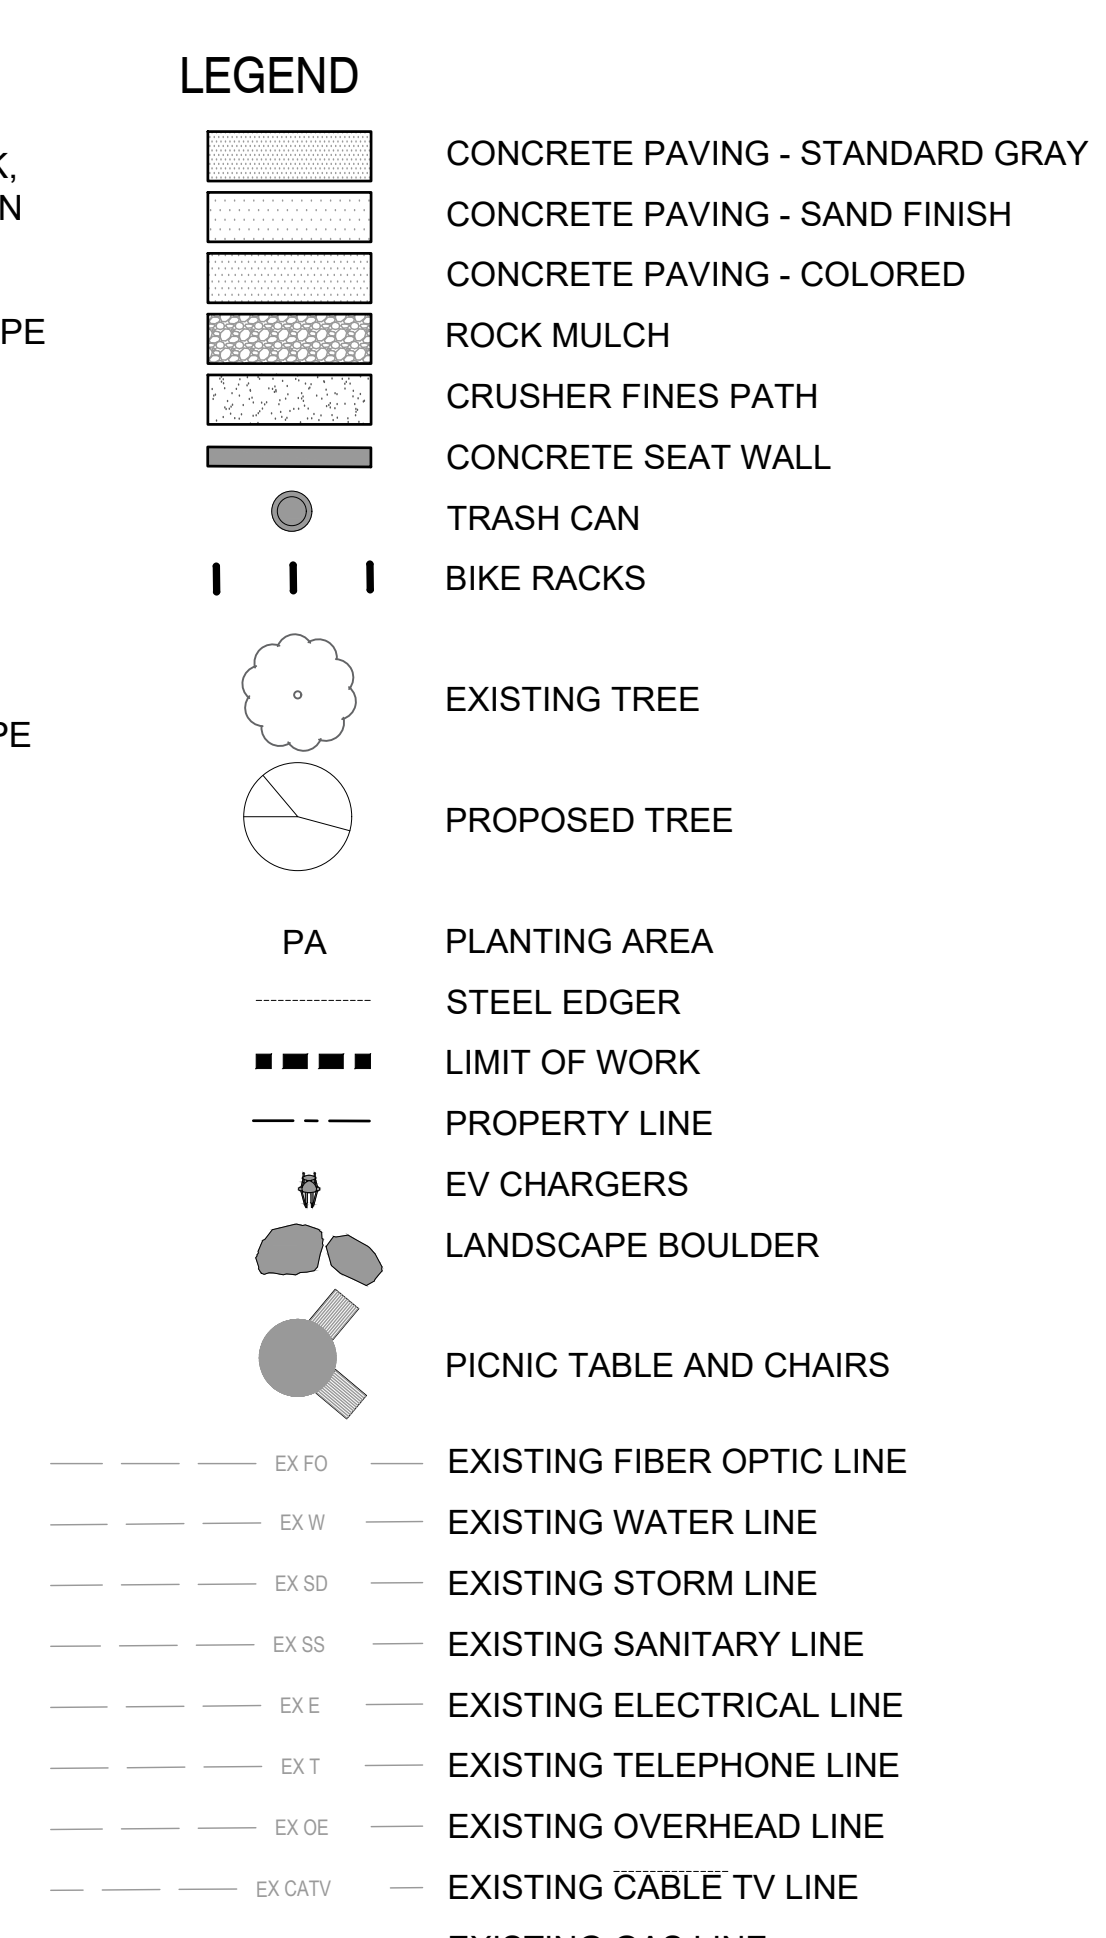 LEGEND
K,
N
PE
PE
CONCRETE PAVING - STANDARD GRAY
CONCRETE PAVING - SAND FINISH
CONCRETE PAVING - COLORED
ROCK MULCH
CRUSHER FINES PATH
CONCRETE SEAT WALL
TRASH CAN
BIKE RACKS
EXISTING TREE
PROPOSED TREE
PA PLANTING AREA
STEEL EDGER
LIMIT OF WORK
PROPERTY LINE
EV CHARGERS
LANDSCAPE BOULDER
PICNIC TABLE AND CHAIRS
EX FO EXISTING FIBER OPTIC LINE
EX W EXISTING WATER LINE
EX SD EXISTING STORM LINE
EX SS EXISTING SANITARY LINE
EX E EXISTING ELECTRICAL LINE
EX T EXISTING TELEPHONE LINE
EX OE EXISTING OVERHEAD LINE
EX CATV EXISTING CABLE TV LINE